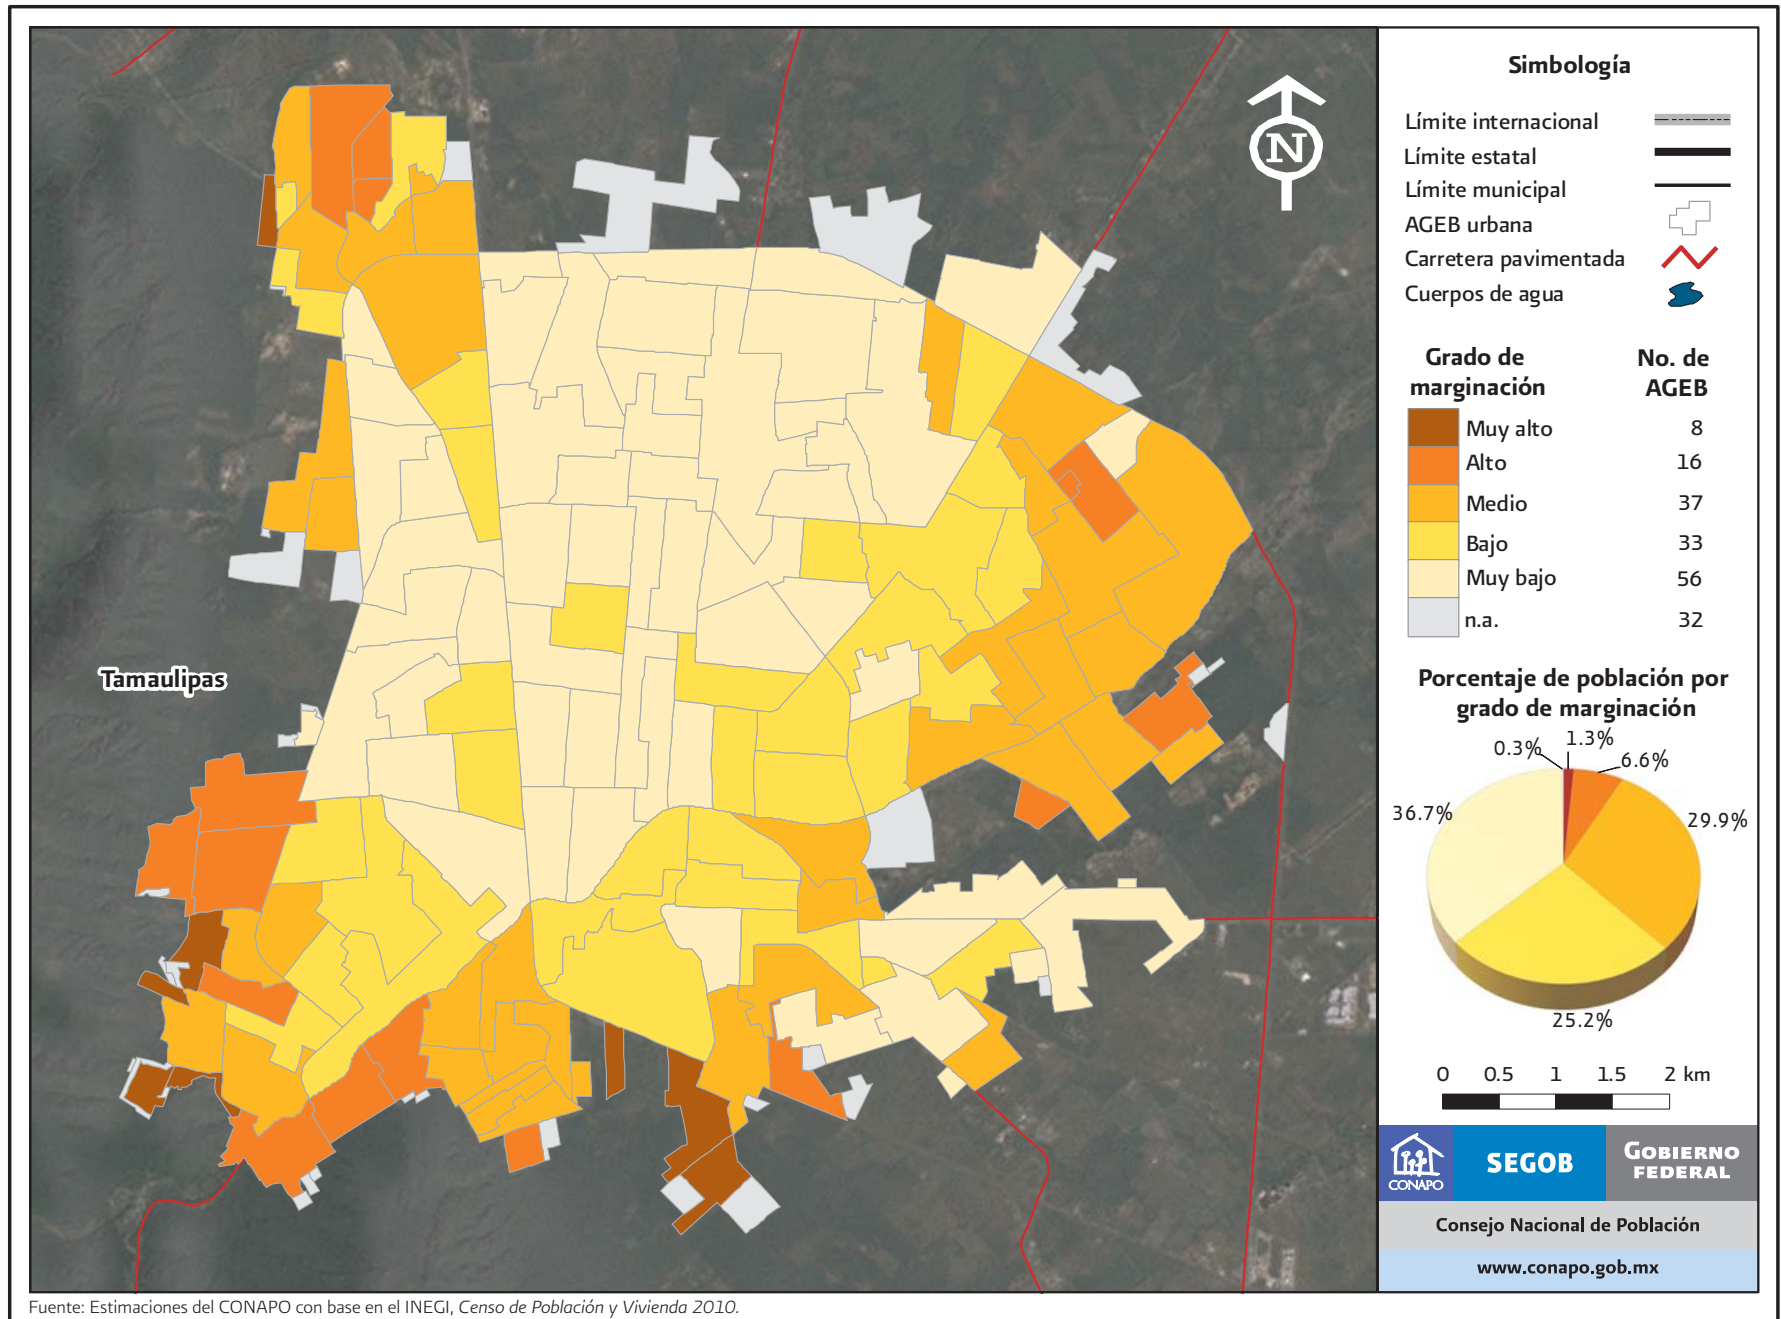 N
Tamaulipas
Simbología
Límite internacional
Límite estatal
Límite municipal
AGEB urbana
Carretera pavimentada
Cuerpos de agua
Grado de
marginación
No. de
AGEB
Muy alto 8
Alto 16
Medio 37
Bajo 33
Muy bajo 56
n.a. 32
Porcentaje de población por
grado de marginación
0.3%
1.3%
6.6%
36.7%
29.9%
25.2%
0 0.5 1 1.5 2 km
CONAPO
SEGOB
GOBIERNO
FEDERAL
Consejo Nacional de Población
www.conapo.gob.mx
Fuente: Estimaciones del CONAPO con base en el INEGI, Censo de Población y Vivienda 2010.